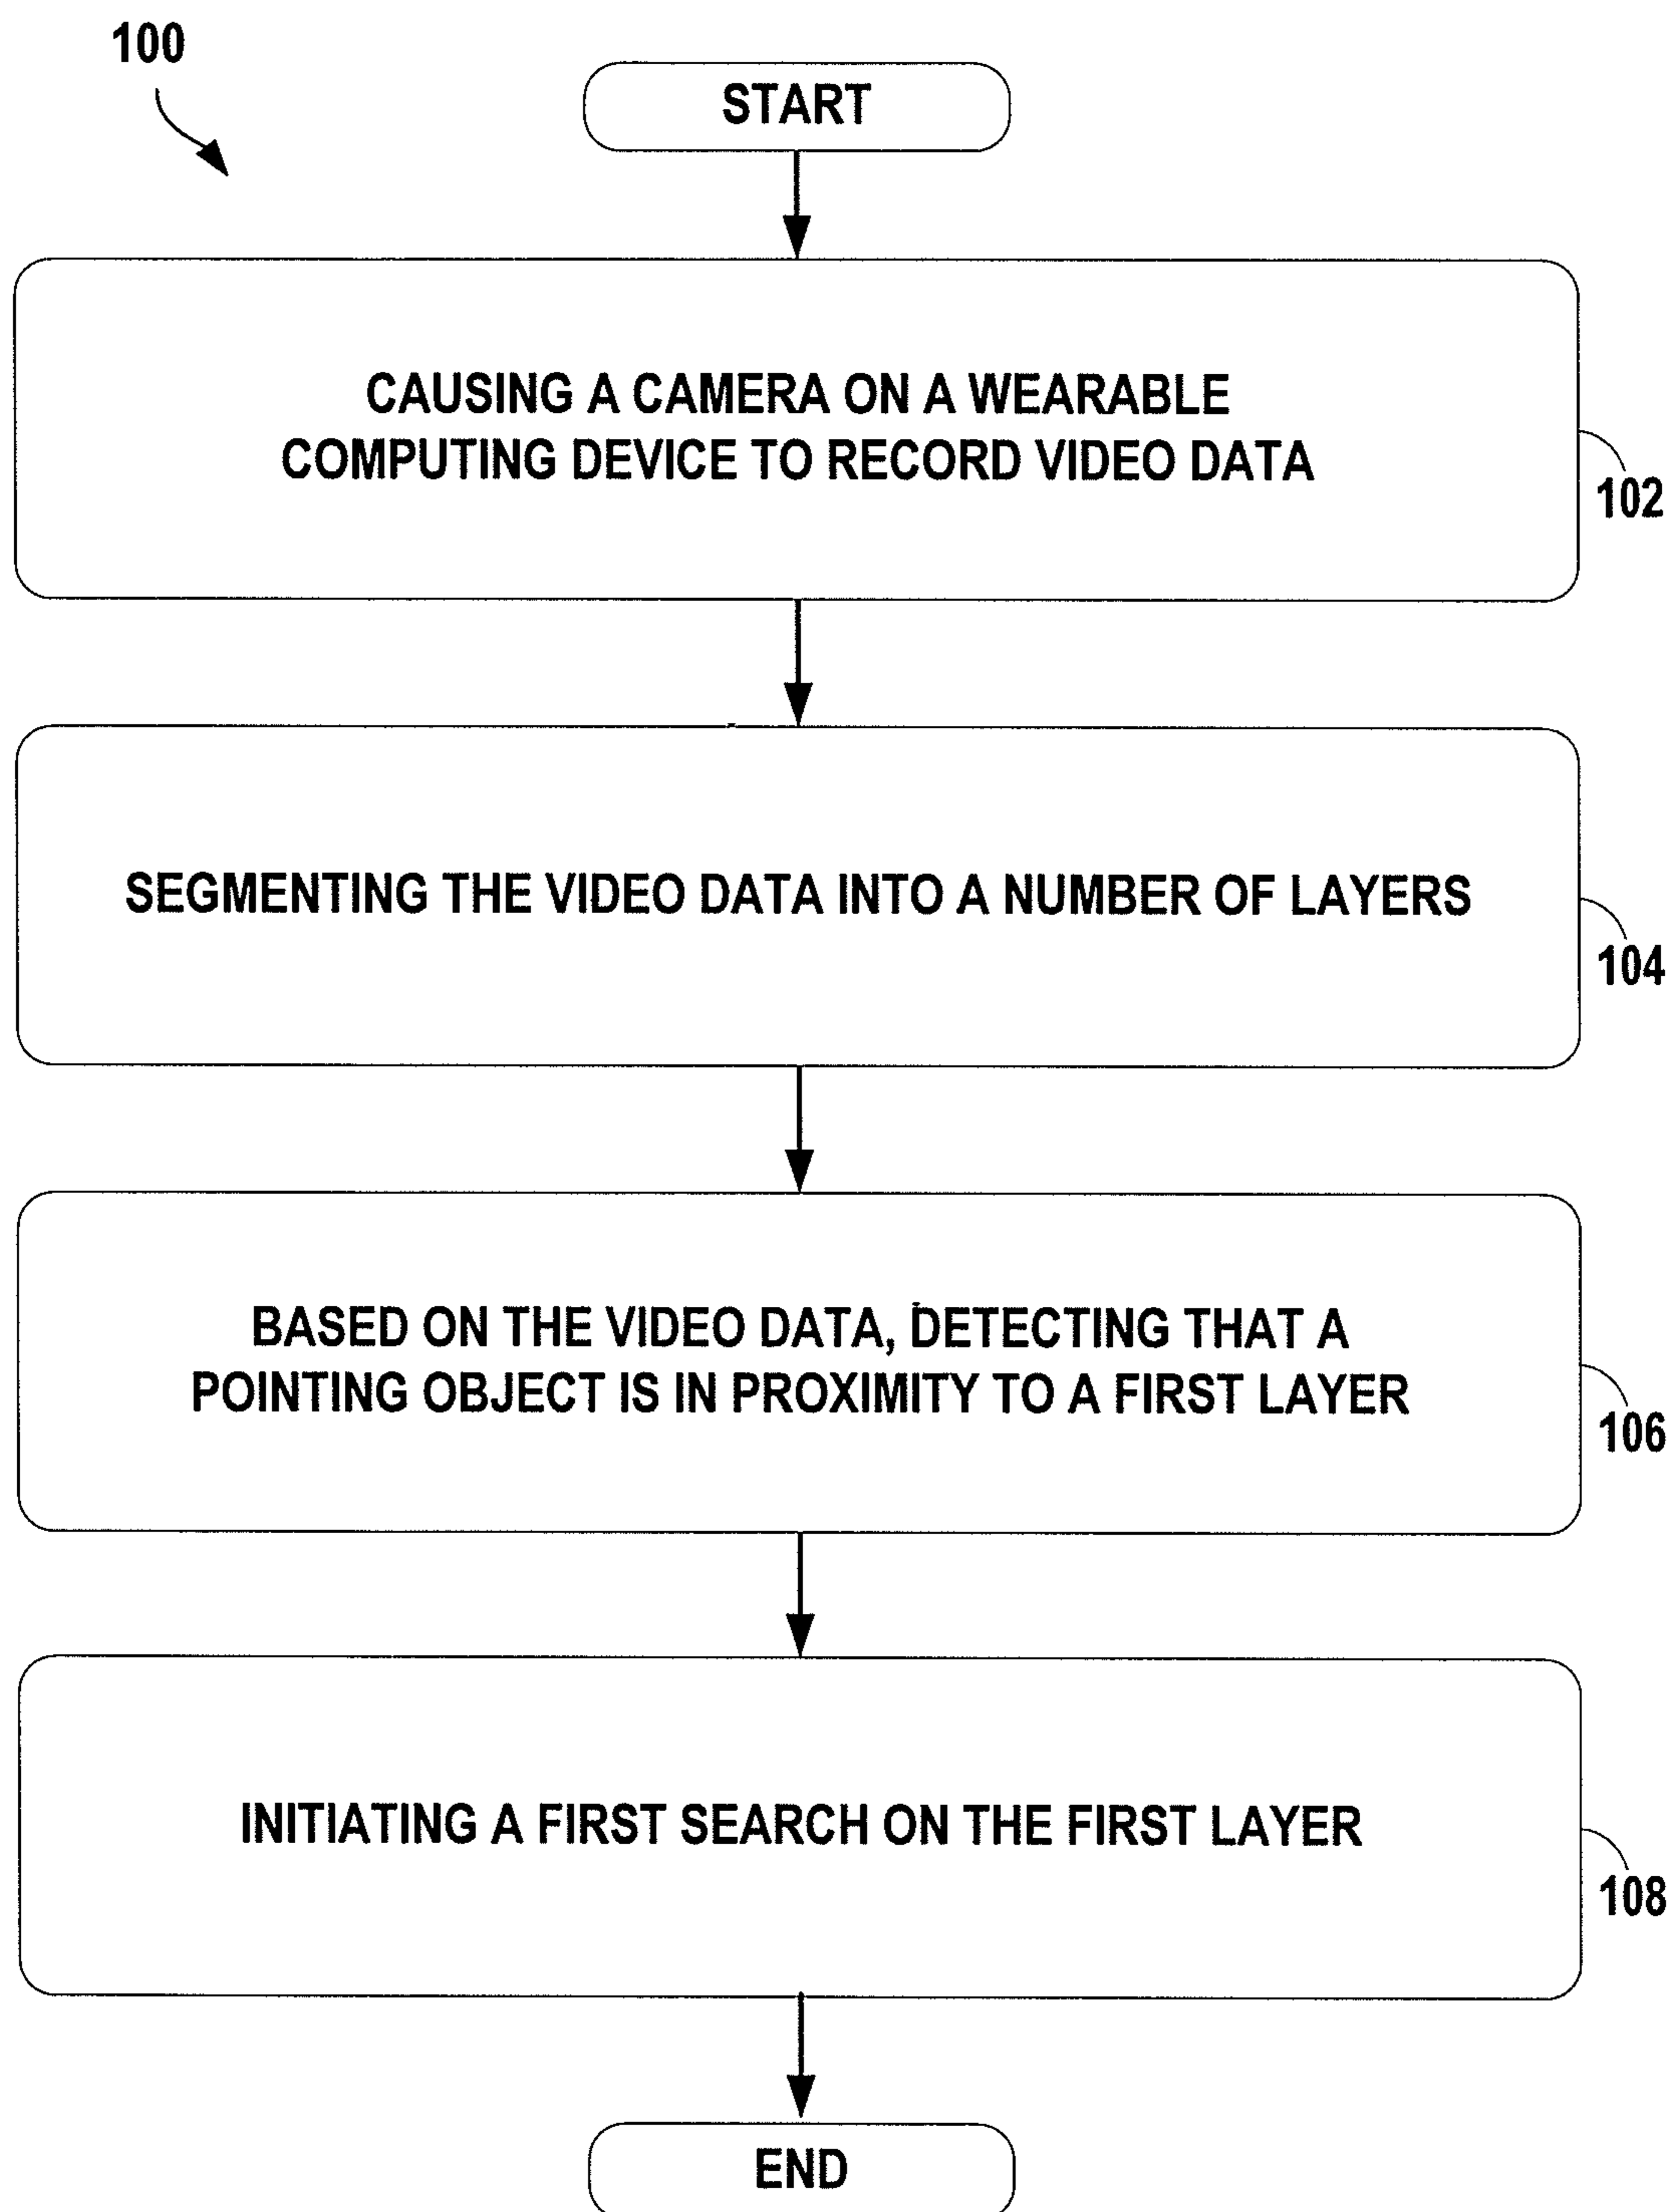 100
START
CAUSING A CAMERA ON A WEARABLE
COMPUTING DEVICE TO RECORD VIDEO DATA
102
SEGMENTING THE VIDEO DATA INTO A NUMBER OF LAYERS
104
BASED ON THE VIDEO DATA, DETECTING THAT A
POINTING OBJECT IS IN PROXIMITY TO A FIRST LAYER
106
INITIATING A FIRST SEARCH ON THE FIRST LAYER
108
END